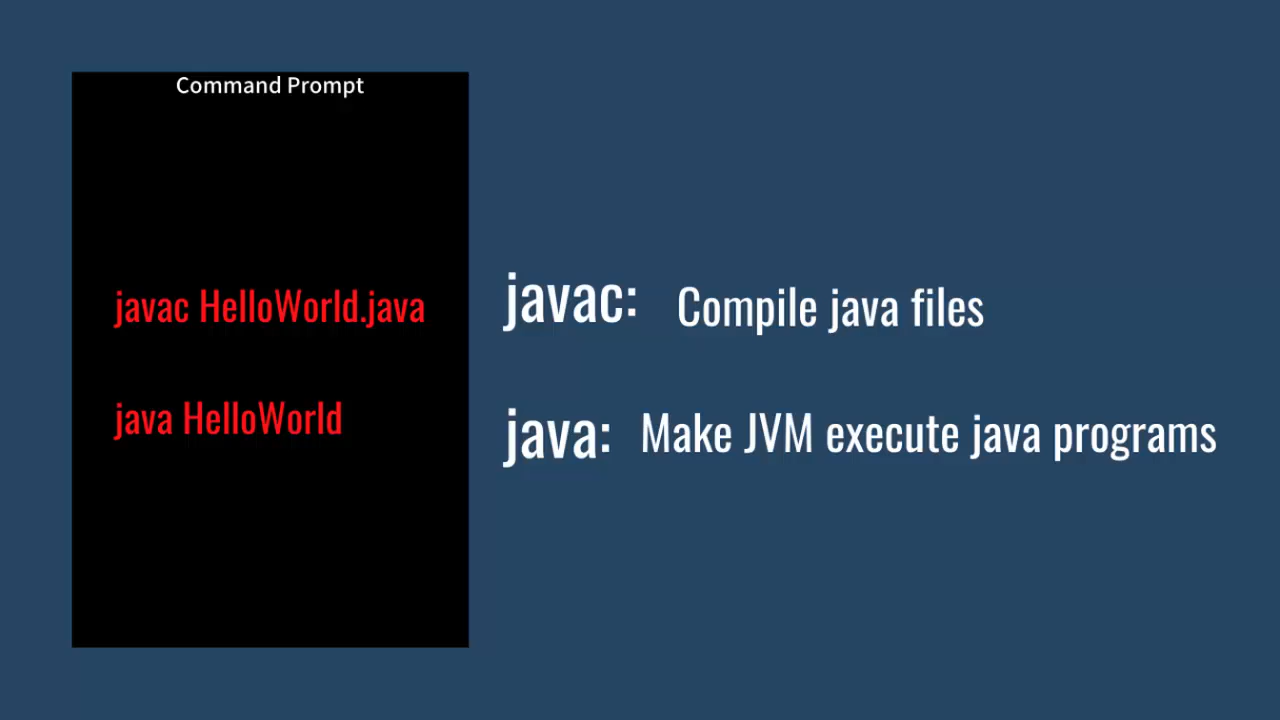 Command Prompt
javac HelloWorld.java
java HelloWorld
javac: Compile java files
java: Make JVM execute java programs